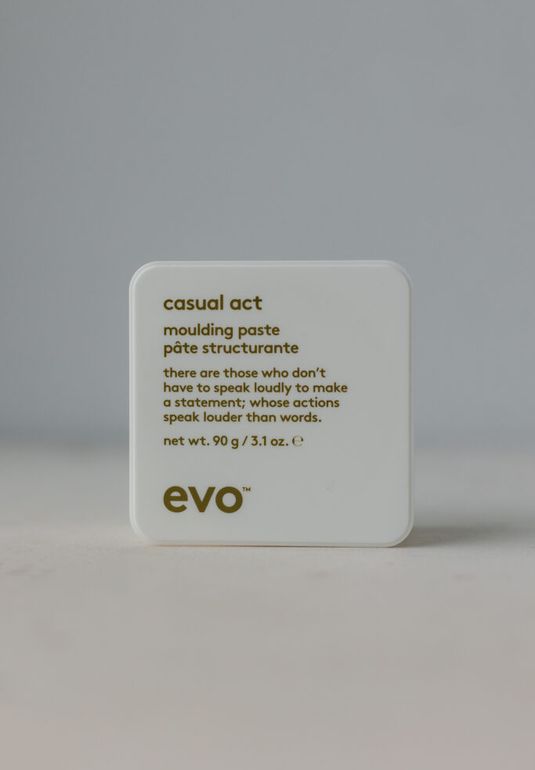 casual act
moulding paste
pâte structurante
there are those who don't
have to speak loudly to make
a statement; whose actions
speak louder than words.
net wt. 90 g / 3.1 oz. ℮
evo™